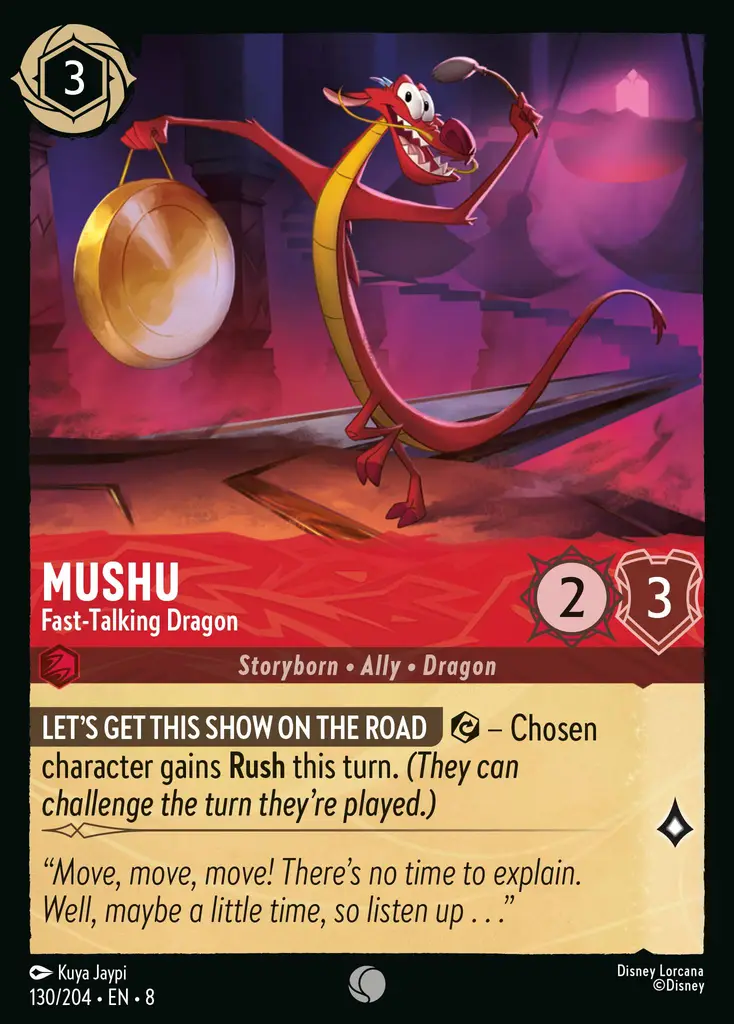 3
MUSHU
Fast-Talking Dragon
2
3
Storyborn • Ally • Dragon
LET'S GET THIS SHOW ON THE ROAD – Chosen
character gains Rush this turn. (They can
challenge the turn they're played.)
“Move, move, move! There's no time to explain.
Well, maybe a little time, so listen up . . .”
Kuya Jaypi
130/204 • EN • 8
Disney Lorcana
©Disney